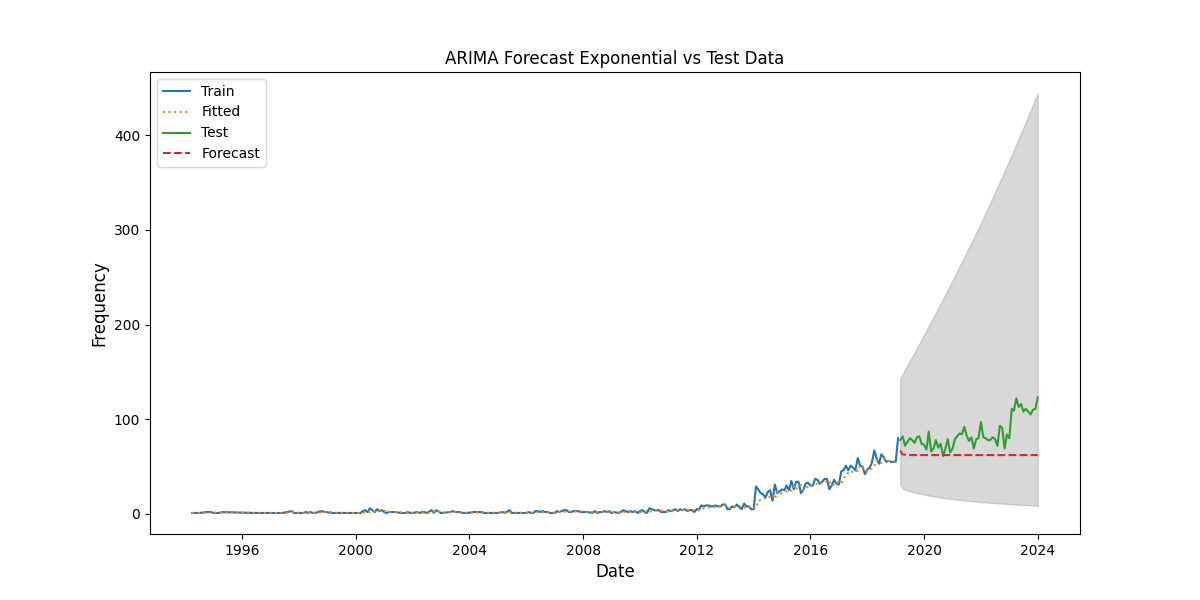 ARIMA Forecast Exponential vs Test Data
Train
Fitted
Test
Forecast
400
300
200
100
0
Frequency
1996 2000 2004 2008 2012 2016 2020 2024
Date